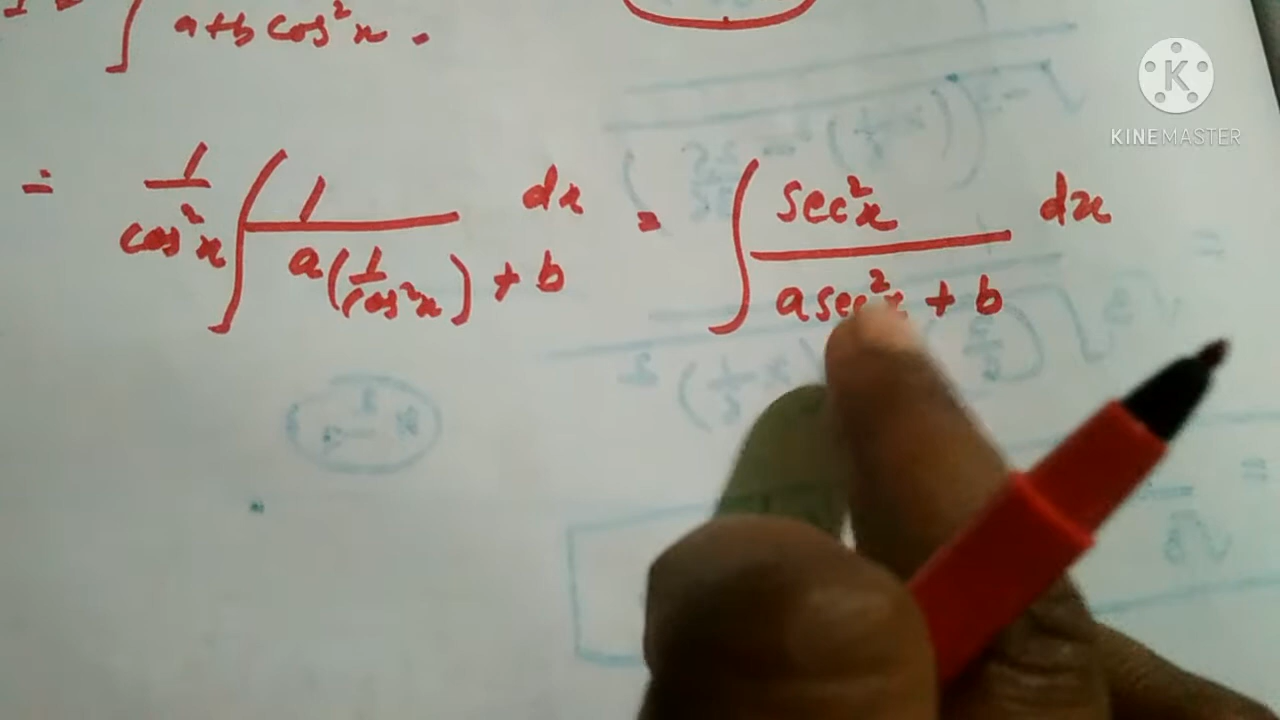 a+b cos²x.
K
KINEMASTER
= 1/cos²x ∫ 1/(a(1/cos²x) + b) dx = ∫ sec²x/(a sec²x + b) dx